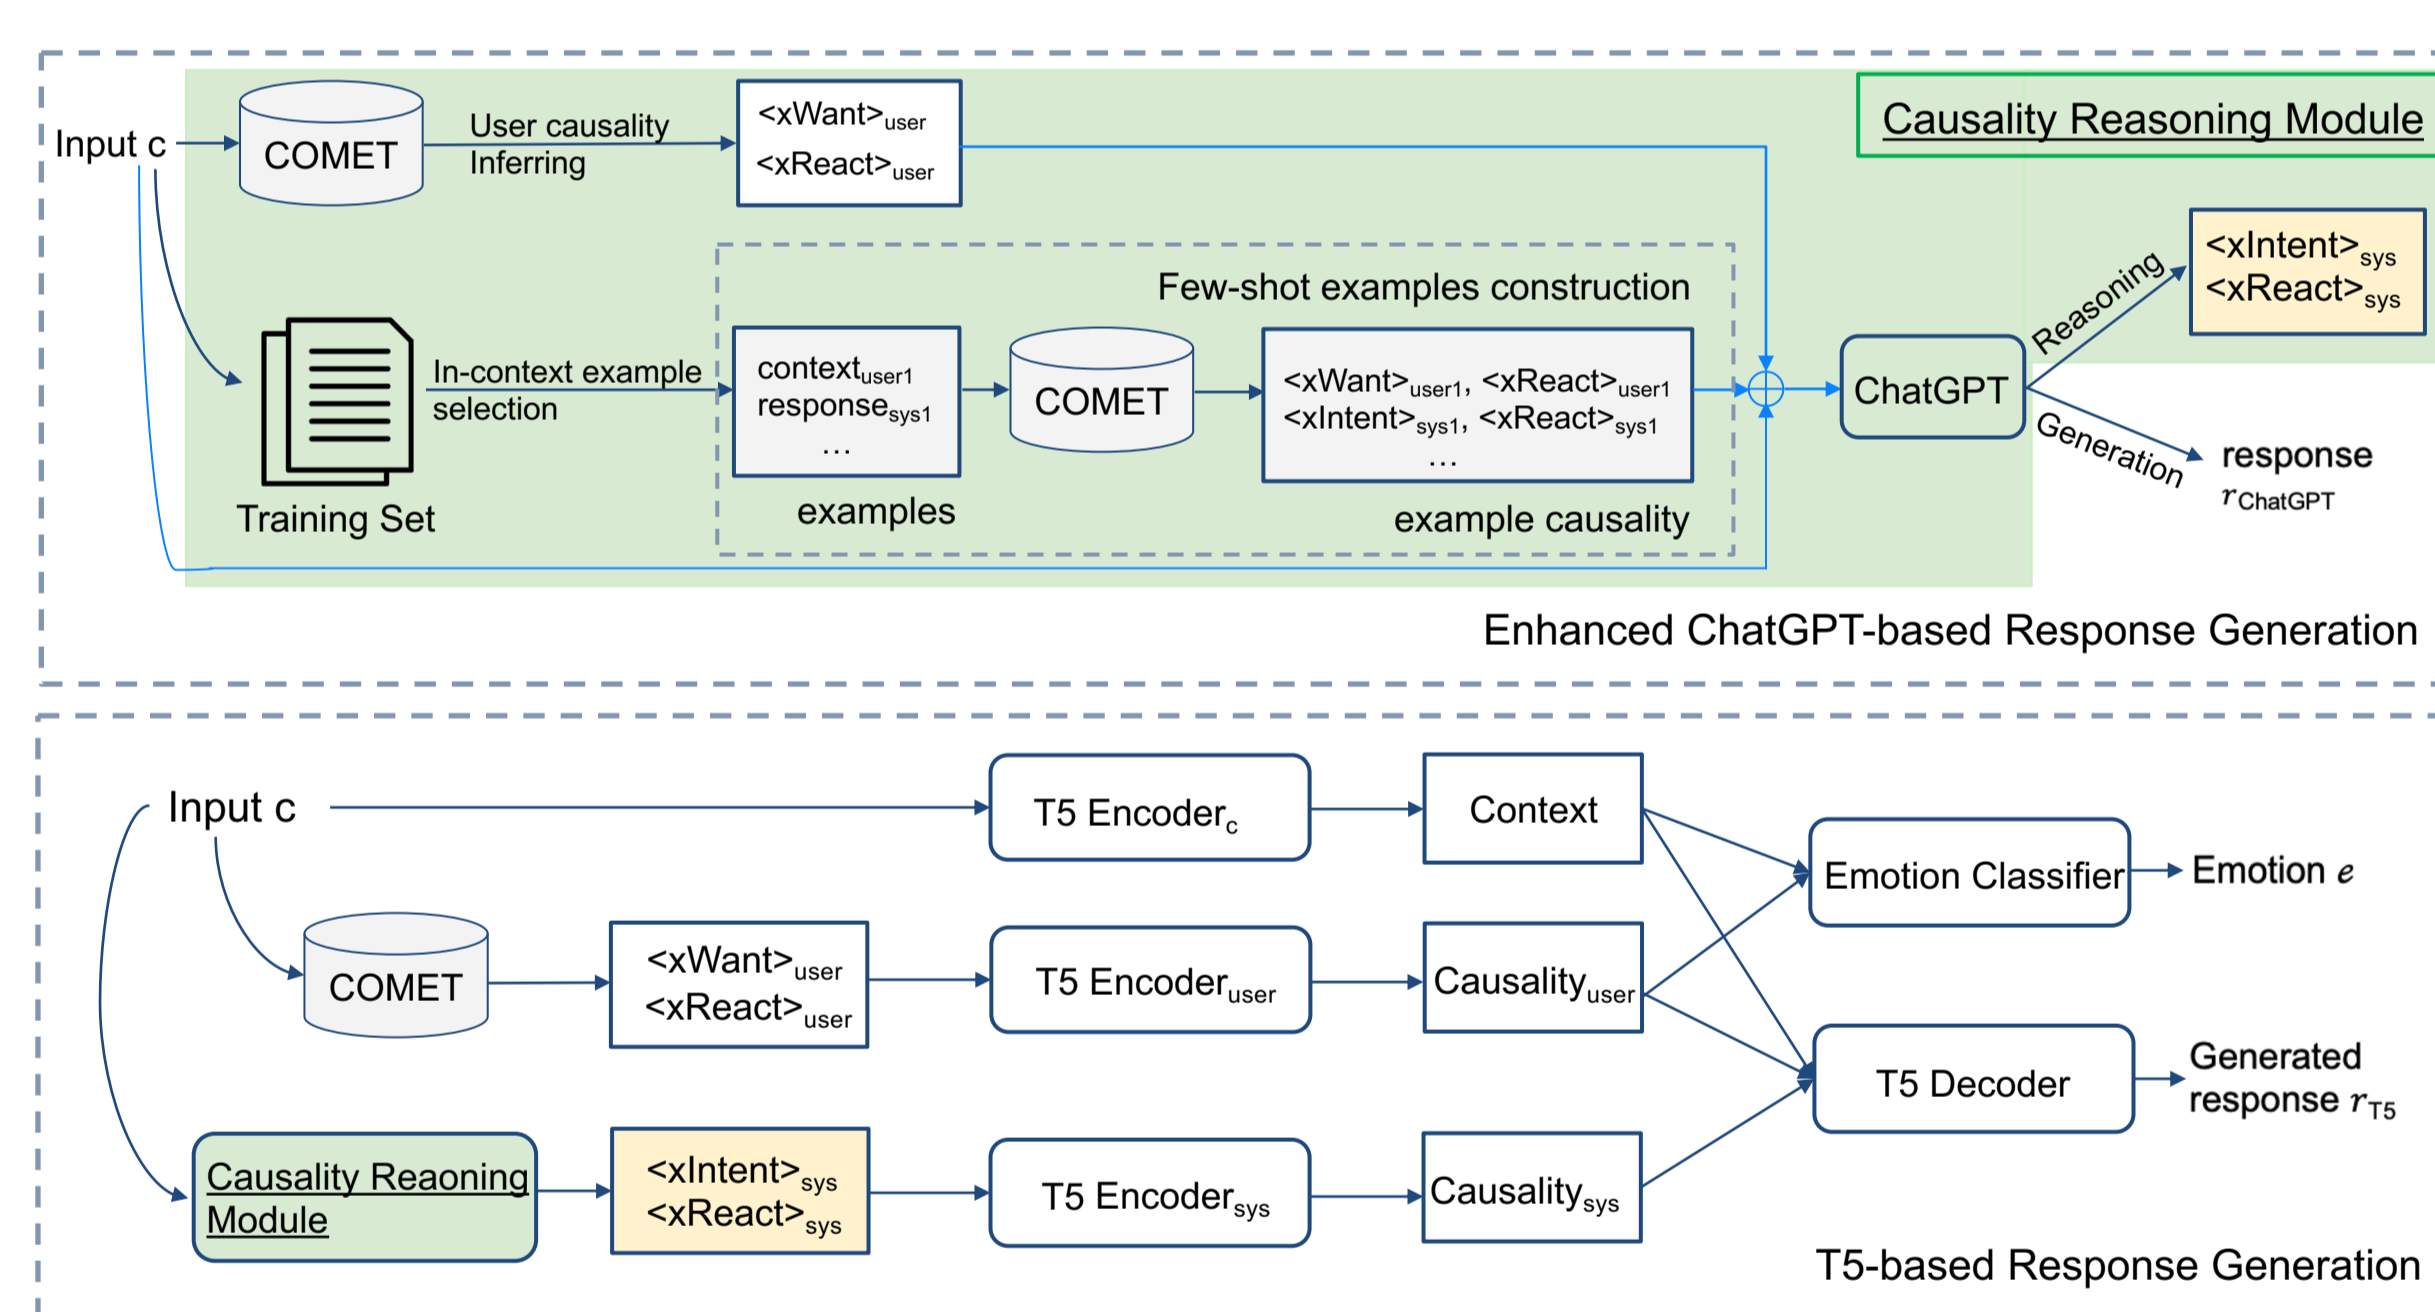 Input c
COMET
User causality
Inferring
<xWant>user
<xReact>user
Causality Reasoning Module
<xIntent>sys
<xReact>sys
Few-shot examples construction
Training Set
In-context example
selection
contextuser1
responsesys1
...
examples
COMET
<xWant>user1, <xReact>user1
<xIntent>sys1, <xReact>sys1
...
example causality
ChatGPT
Reasoning
Generation
response
rChatGPT
Enhanced ChatGPT-based Response Generation
Input c
T5 Encoderc
Context
Emotion Classifier
Emotion e
COMET
<xWant>user
<xReact>user
T5 Encoderuser
Causalityuser
T5 Decoder
Generated
response rT5
Causality Reaoning
Module
<xIntent>sys
<xReact>sys
T5 Encodersys
Causalitysys
T5-based Response Generation